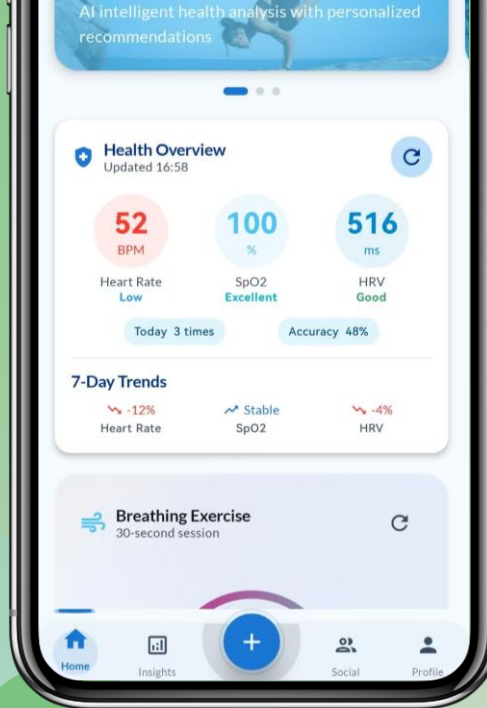 AI intelligent health analysis with personalized
recommendations
Health Overview
Updated 16:58
52
BPM
100
%
516
ms
Heart Rate
SpO2
HRV
Low
Excellent
Good
Today 3 times
Accuracy 48%
7-Day Trends
-12%
Stable
-4%
Heart Rate
SpO2
HRV
Breathing Exercise
30-second session
Home
Insights
Social
Profile